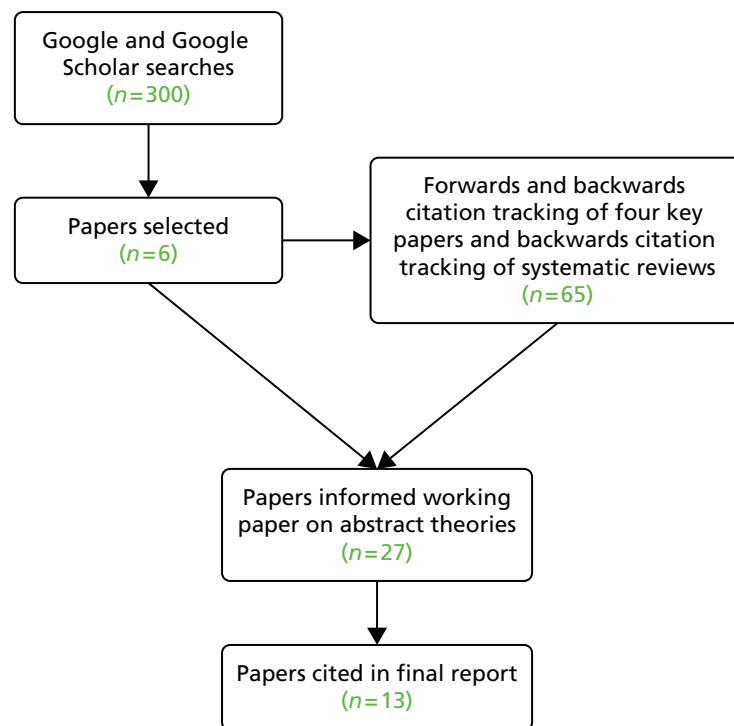 Google and Google
Scholar searches
(n=300)
Papers selected
(n=6)
Forwards and backwards
citation tracking of four key
papers and backwards citation
tracking of systematic reviews
(n=65)
Papers informed working
paper on abstract theories
(n=27)
Papers cited in final report
(n=13)